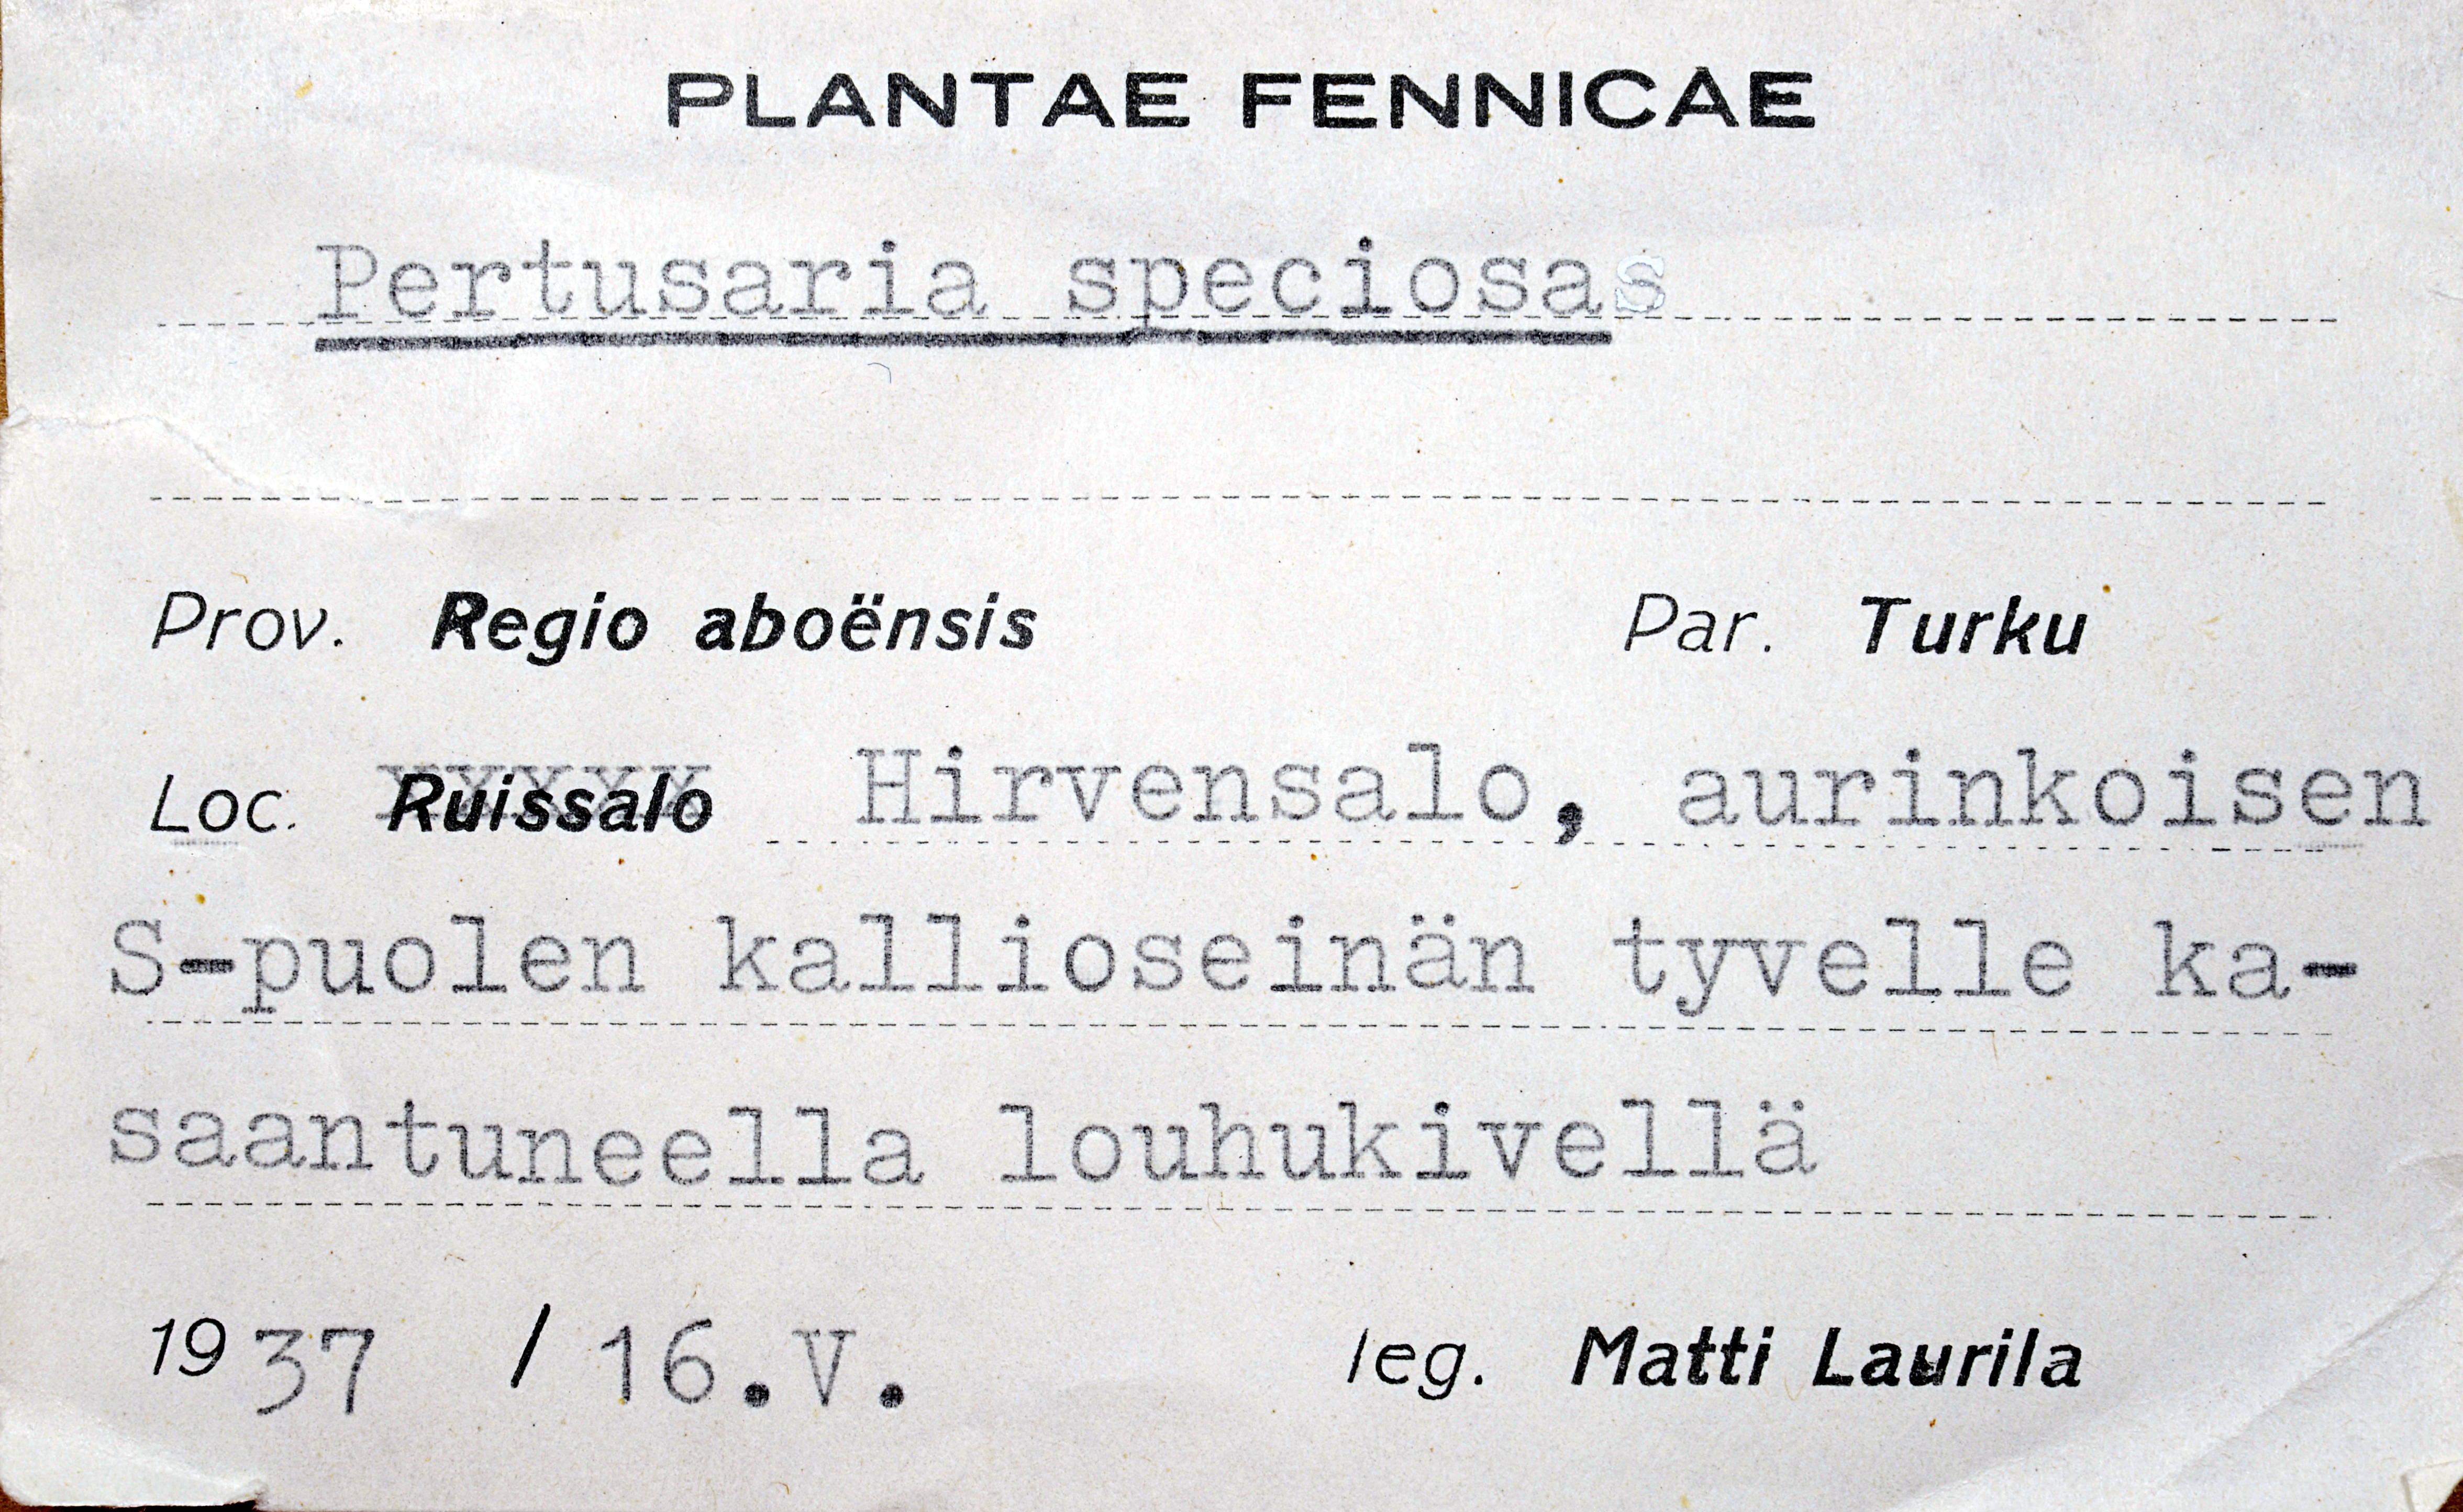 PLANTAE FENNICAE
Pertusaria speciosas
Prov. Regio aboënsis Par. Turku
Loc. Ruissalo Hirvensalo, aurinkoisen
S-puolen kallioseinän tyvelle ka-
saantuneella louhukivellä
1937 / 16.V. leg. Matti Laurila